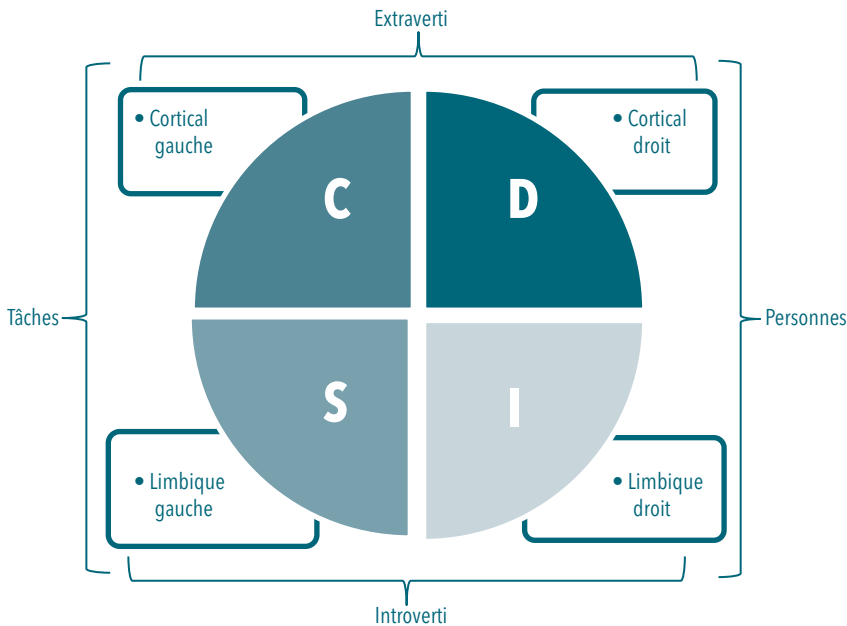 Extraverti
• Cortical
gauche
• Cortical
droit
C
D
Tâches
Personnes
S
I
• Limbique
gauche
• Limbique
droit
Introverti